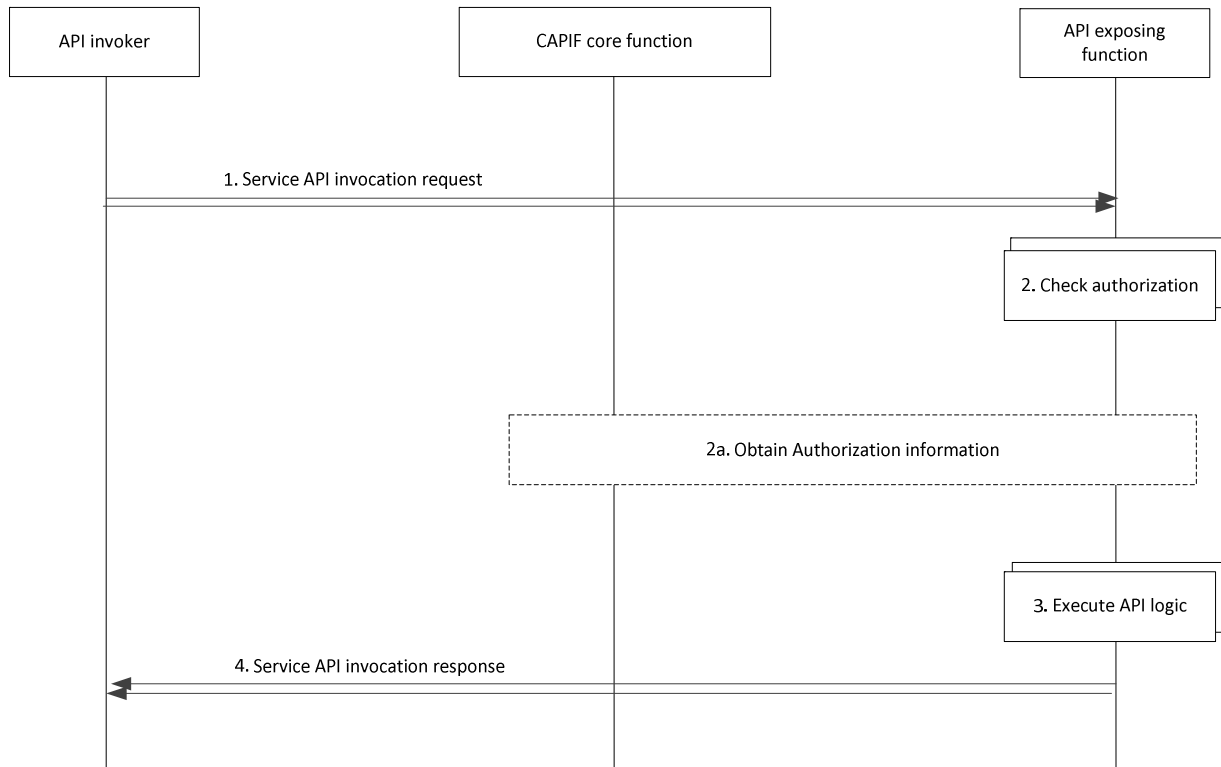 API invoker
CAPIF core function
API exposing
function
1. Service API invocation request
2. Check authorization
2a. Obtain Authorization information
3. Execute API logic
4. Service API invocation response